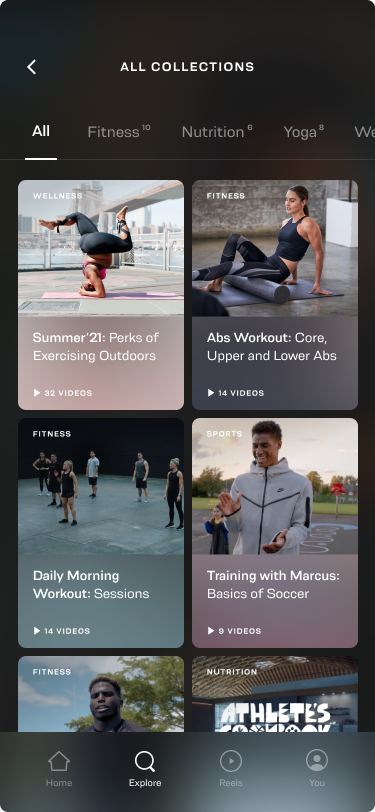 ALL COLLECTIONS
All
Fitness 10
Nutrition 6
Yoga 8
We
WELLNESS
Summer'21: Perks of
Exercising Outdoors
32 VIDEOS
FITNESS
Abs Workout: Core,
Upper and Lower Abs
14 VIDEOS
FITNESS
Daily Morning
Workout: Sessions
14 VIDEOS
SPORTS
Training with Marcus:
Basics of Soccer
9 VIDEOS
FITNESS
NUTRITION
ATHLETE'S
COOKBOOK
Home
Explore
Reels
You